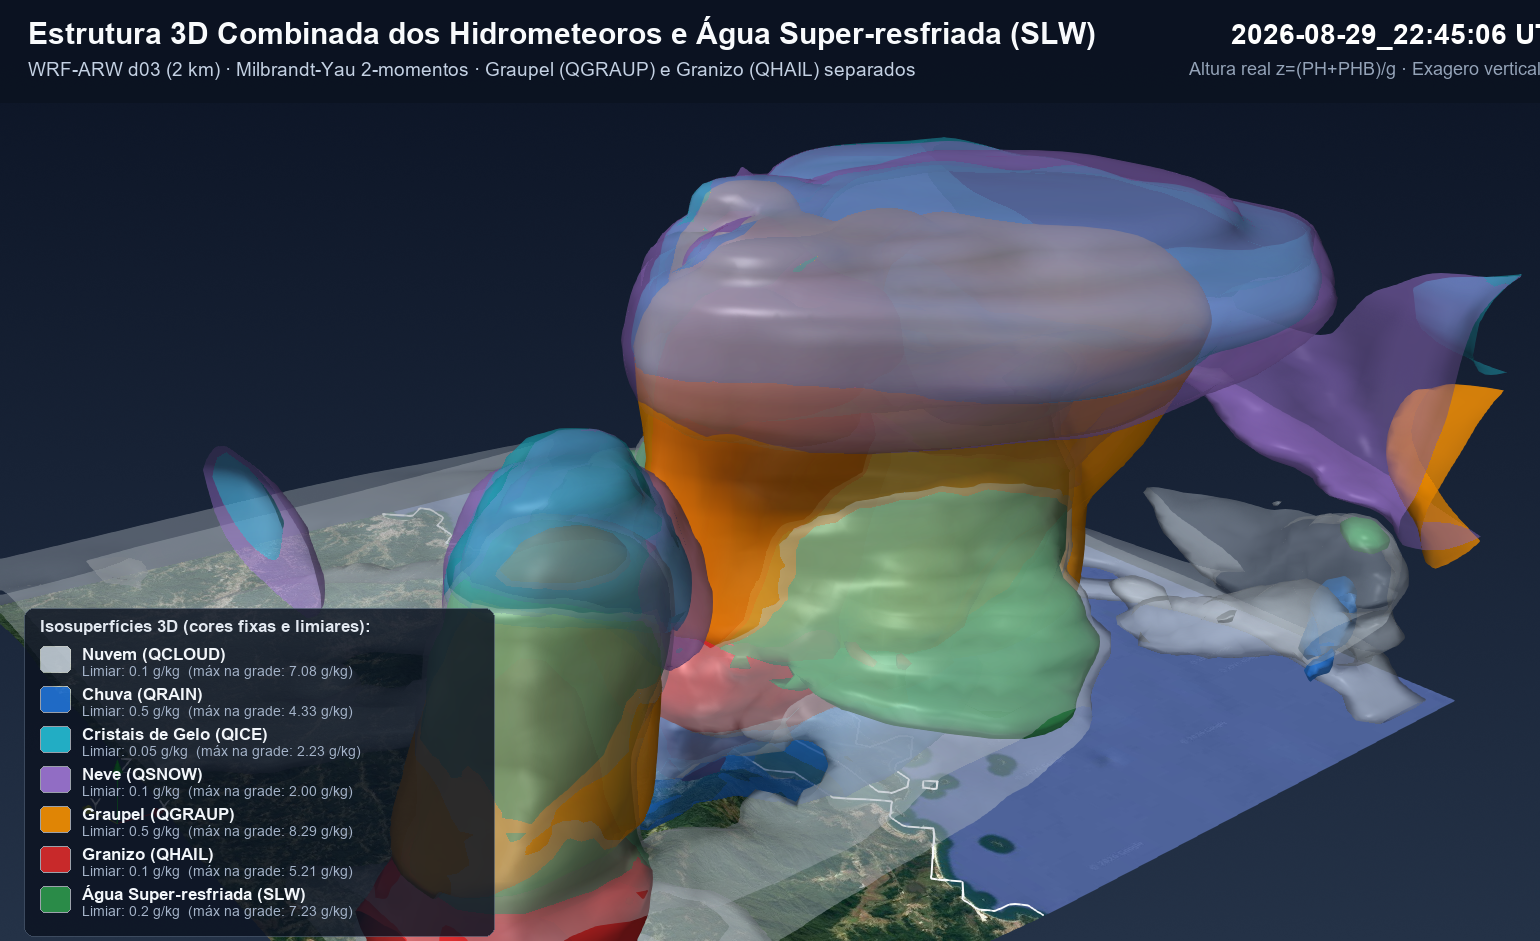 Estrutura 3D Combinada dos Hidrometeoros e Água Super-resfriada (SLW)
2026-08-29_22:45:06 UT
WRF-ARW d03 (2 km) · Milbrandt-Yau 2-momentos · Graupel (QGRAUP) e Granizo (QHAIL) separados
Altura real z=(PH+PHB)/g · Exagero vertical
Isosuperfícies 3D (cores fixas e limiares):
Nuvem (QCLOUD)
Limiar: 0.1 g/kg (máx na grade: 7.08 g/kg)
Chuva (QRAIN)
Limiar: 0.5 g/kg (máx na grade: 4.33 g/kg)
Cristais de Gelo (QICE)
Limiar: 0.05 g/kg (máx na grade: 2.23 g/kg)
Neve (QSNOW)
Limiar: 0.1 g/kg (máx na grade: 2.00 g/kg)
Graupel (QGRAUP)
Limiar: 0.5 g/kg (máx na grade: 8.29 g/kg)
Granizo (QHAIL)
Limiar: 0.1 g/kg (máx na grade: 5.21 g/kg)
Água Super-resfriada (SLW)
Limiar: 0.2 g/kg (máx na grade: 7.23 g/kg)